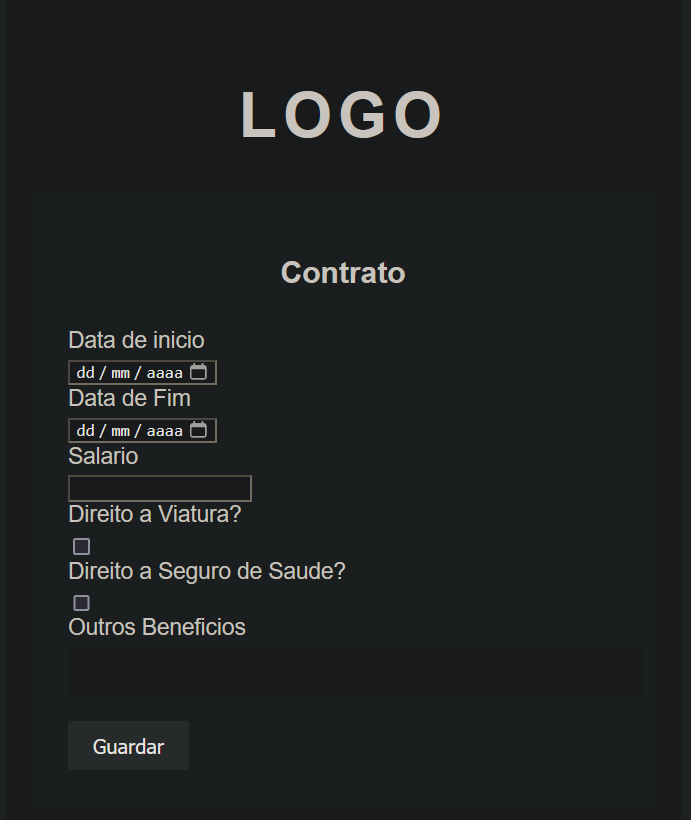 LOGO
Contrato
Data de inicio
dd / mm / aaaa
Data de Fim
dd / mm / aaaa
Salario
Direito a Viatura?
Direito a Seguro de Saude?
Outros Beneficios
Guardar